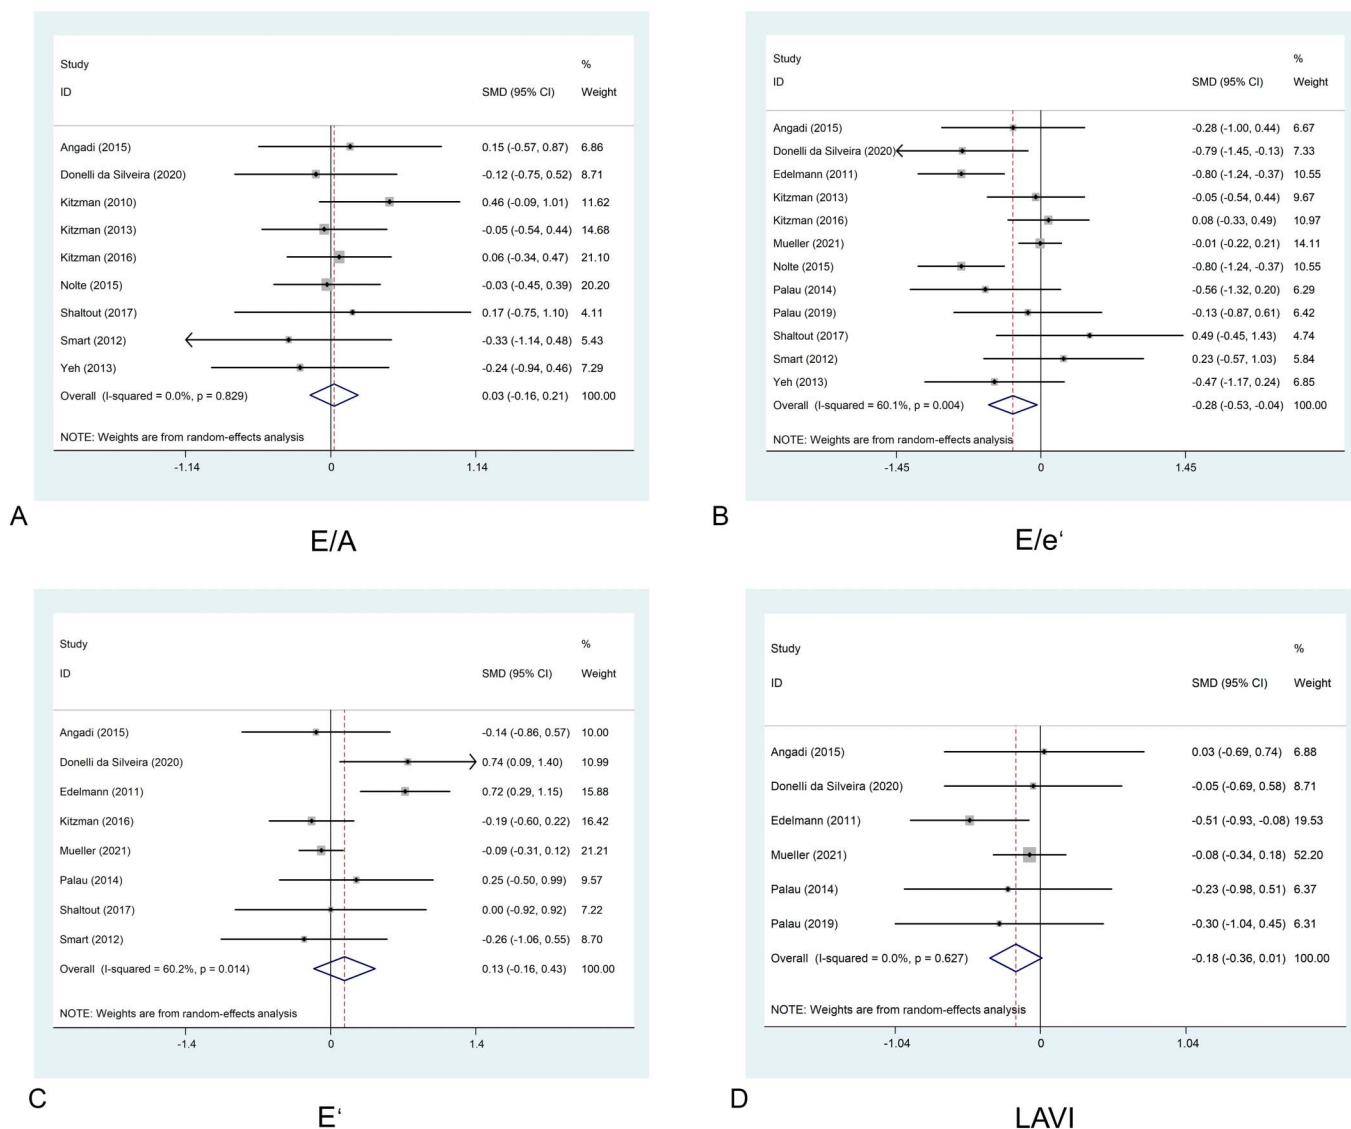 Study %
ID SMD (95% CI) Weight
Angadi (2015) 0.15 (-0.57, 0.87) 6.86
Donelli da Silveira (2020) -0.12 (-0.75, 0.52) 8.71
Kitzman (2010) 0.46 (-0.09, 1.01) 11.62
Kitzman (2013) -0.05 (-0.54, 0.44) 14.68
Kitzman (2016) 0.06 (-0.34, 0.47) 21.10
Nolte (2015) -0.03 (-0.45, 0.39) 20.20
Shaltout (2017) 0.17 (-0.75, 1.10) 4.11
Smart (2012) -0.33 (-1.14, 0.48) 5.43
Yeh (2013) -0.24 (-0.94, 0.46) 7.29
Overall (I-squared = 0.0%, p = 0.829) 0.03 (-0.16, 0.21) 100.00
NOTE: Weights are from random-effects analysis
-1.14 0 1.14
A
E/A
Study %
ID SMD (95% CI) Weight
Angadi (2015) -0.28 (-1.00, 0.44) 6.67
Donelli da Silveira (2020) -0.79 (-1.45, -0.13) 7.33
Edelmann (2011) -0.80 (-1.24, -0.37) 10.55
Kitzman (2013) -0.05 (-0.54, 0.44) 9.67
Kitzman (2016) 0.08 (-0.33, 0.49) 10.97
Mueller (2021) -0.01 (-0.22, 0.21) 14.11
Nolte (2015) -0.80 (-1.24, -0.37) 10.55
Palau (2014) -0.56 (-1.32, 0.20) 6.29
Palau (2019) -0.13 (-0.87, 0.61) 6.42
Shaltout (2017) 0.49 (-0.45, 1.43) 4.74
Smart (2012) 0.23 (-0.57, 1.03) 5.84
Yeh (2013) -0.47 (-1.17, 0.24) 6.85
Overall (I-squared = 60.1%, p = 0.004) -0.28 (-0.53, -0.04) 100.00
NOTE: Weights are from random-effects analysis
-1.45 0 1.45
B
E/e‘
Study %
ID SMD (95% CI) Weight
Angadi (2015) -0.14 (-0.86, 0.57) 10.00
Donelli da Silveira (2020) 0.74 (0.09, 1.40) 10.99
Edelmann (2011) 0.72 (0.29, 1.15) 15.88
Kitzman (2016) -0.19 (-0.60, 0.22) 16.42
Mueller (2021) -0.09 (-0.31, 0.12) 21.21
Palau (2014) 0.25 (-0.50, 0.99) 9.57
Shaltout (2017) 0.00 (-0.92, 0.92) 7.22
Smart (2012) -0.26 (-1.06, 0.55) 8.70
Overall (I-squared = 60.2%, p = 0.014) 0.13 (-0.16, 0.43) 100.00
NOTE: Weights are from random-effects analysis
-1.4 0 1.4
C
E‘
Study %
ID SMD (95% CI) Weight
Angadi (2015) 0.03 (-0.69, 0.74) 6.88
Donelli da Silveira (2020) -0.05 (-0.69, 0.58) 8.71
Edelmann (2011) -0.51 (-0.93, -0.08) 19.53
Mueller (2021) -0.08 (-0.34, 0.18) 52.20
Palau (2014) -0.23 (-0.98, 0.51) 6.37
Palau (2019) -0.30 (-1.04, 0.45) 6.31
Overall (I-squared = 0.0%, p = 0.627) -0.18 (-0.36, 0.01) 100.00
NOTE: Weights are from random-effects analysis
-1.04 0 1.04
D
LAVI